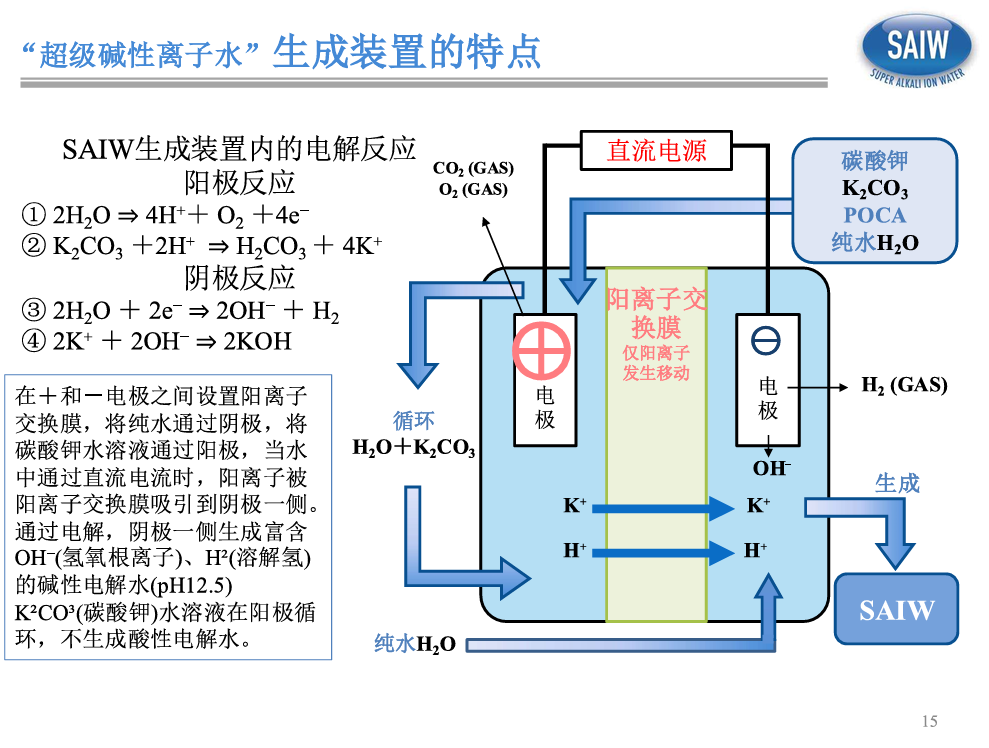 “超级碱性离子水”生成装置的特点
SAIW
SUPER ALKALI ION WATER
SAIW生成装置内的电解反应
阳极反应
① 2H₂O ⇒ 4H⁺＋ O₂ ＋4e⁻
② K₂CO₃ ＋2H⁺ ⇒ H₂CO₃ ＋ 4K⁺
阴极反应
③ 2H₂O ＋ 2e⁻ ⇒ 2OH⁻ ＋ H₂
④ 2K⁺ ＋ 2OH⁻ ⇒ 2KOH
在＋和－电极之间设置阳离子
交换膜，将纯水通过阴极，将
碳酸钾水溶液通过阳极，当水
中通过直流电流时，阳离子被
阳离子交换膜吸引到阴极一侧。
通过电解，阴极一侧生成富含
OH⁻(氢氧根离子)、H²(溶解氢)
的碱性电解水(pH12.5)
K²CO³(碳酸钾)水溶液在阳极循
环，不生成酸性电解水。
CO₂ (GAS)
O₂ (GAS)
直流电源
碳酸钾
K₂CO₃
POCA
纯水H₂O
阳离子交
换膜
仅阳离子
发生移动
电
极
电
极
H₂ (GAS)
OH⁻
循环
H₂O＋K₂CO₃
K⁺
K⁺
H⁺
H⁺
生成
SAIW
纯水H₂O
15